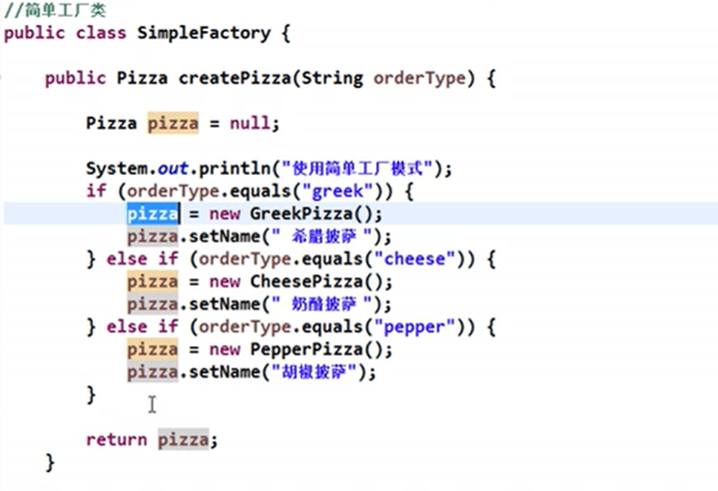 //简单工厂类
public class SimpleFactory {
public Pizza createPizza(String orderType) {
Pizza pizza = null;
System.out.println("使用简单工厂模式");
if (orderType.equals("greek")) {
pizza = new GreekPizza();
pizza.setName(" 希腊披萨 ");
} else if (orderType.equals("cheese")) {
pizza = new CheesePizza();
pizza.setName(" 奶酪披萨 ");
} else if (orderType.equals("pepper")) {
pizza = new PepperPizza();
pizza.setName("胡椒披萨");
}
return pizza;
}